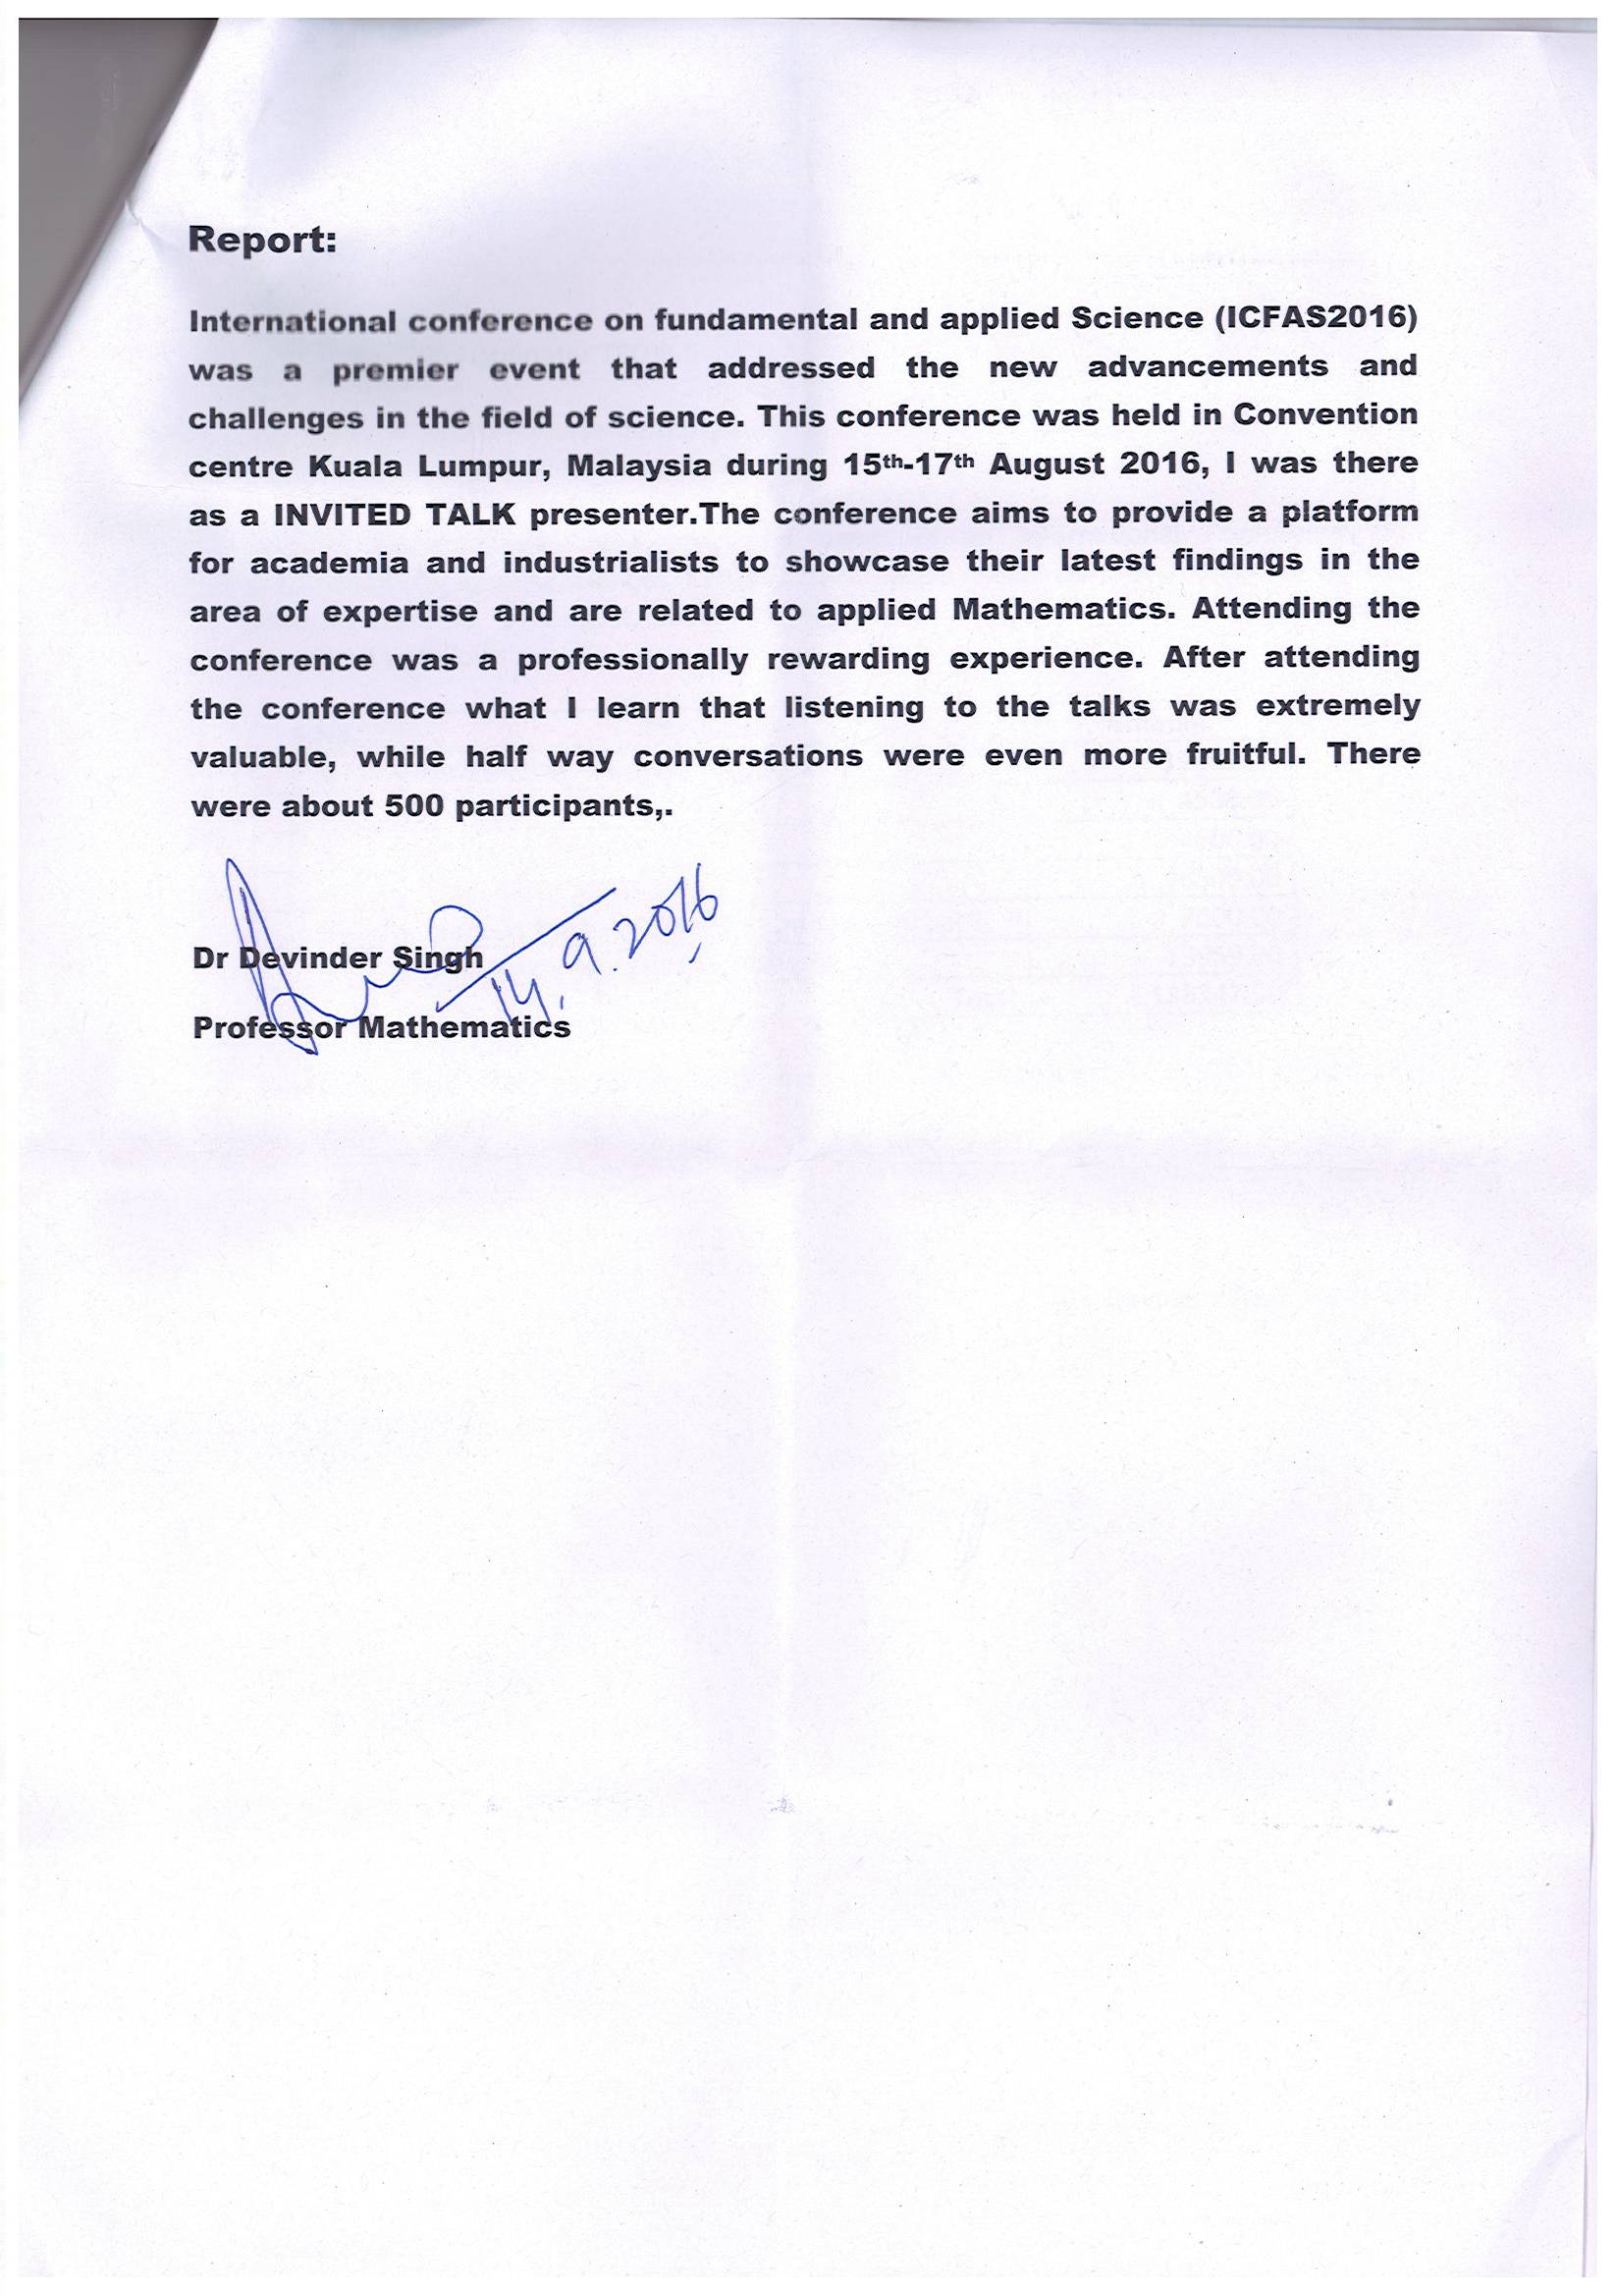 Report:
International conference on fundamental and applied Science (ICFAS2016)
was a premier event that addressed the new advancements and
challenges in the field of science. This conference was held in Convention
centre Kuala Lumpur, Malaysia during 15th-17th August 2016, I was there
as a INVITED TALK presenter.The conference aims to provide a platform
for academia and industrialists to showcase their latest findings in the
area of expertise and are related to applied Mathematics. Attending the
conference was a professionally rewarding experience. After attending
the conference what I learn that listening to the talks was extremely
valuable, while half way conversations were even more fruitful. There
were about 500 participants,.
14.9.2016
Dr Devinder Singh
Professor Mathematics